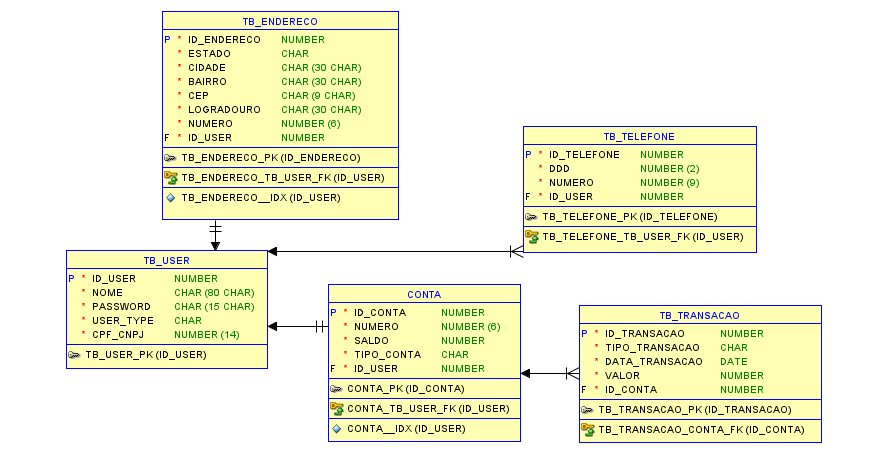 TB_ENDERECO
P * ID_ENDERECO NUMBER
* ESTADO CHAR
* CIDADE CHAR (30 CHAR)
* BAIRRO CHAR (30 CHAR)
* CEP CHAR (9 CHAR)
* LOGRADOURO CHAR (30 CHAR)
* NUMERO NUMBER (6)
F * ID_USER NUMBER
TB_ENDERECO_PK (ID_ENDERECO)
TB_ENDERECO_TB_USER_FK (ID_USER)
TB_ENDERECO__IDX (ID_USER)
TB_TELEFONE
P * ID_TELEFONE NUMBER
* DDD NUMBER (2)
* NUMERO NUMBER (9)
F * ID_USER NUMBER
TB_TELEFONE_PK (ID_TELEFONE)
TB_TELEFONE_TB_USER_FK (ID_USER)
TB_USER
P * ID_USER NUMBER
* NOME CHAR (80 CHAR)
* PASSWORD CHAR (15 CHAR)
* USER_TYPE CHAR
* CPF_CNPJ NUMBER (14)
TB_USER_PK (ID_USER)
CONTA
P * ID_CONTA NUMBER
* NUMERO NUMBER (6)
* SALDO NUMBER
* TIPO_CONTA CHAR
F * ID_USER NUMBER
CONTA_PK (ID_CONTA)
CONTA_TB_USER_FK (ID_USER)
CONTA__IDX (ID_USER)
TB_TRANSACAO
P * ID_TRANSACAO NUMBER
* TIPO_TRANSACAO CHAR
* DATA_TRANSACAO DATE
* VALOR NUMBER
F * ID_CONTA NUMBER
TB_TRANSACAO_PK (ID_TRANSACAO)
TB_TRANSACAO_CONTA_FK (ID_CONTA)